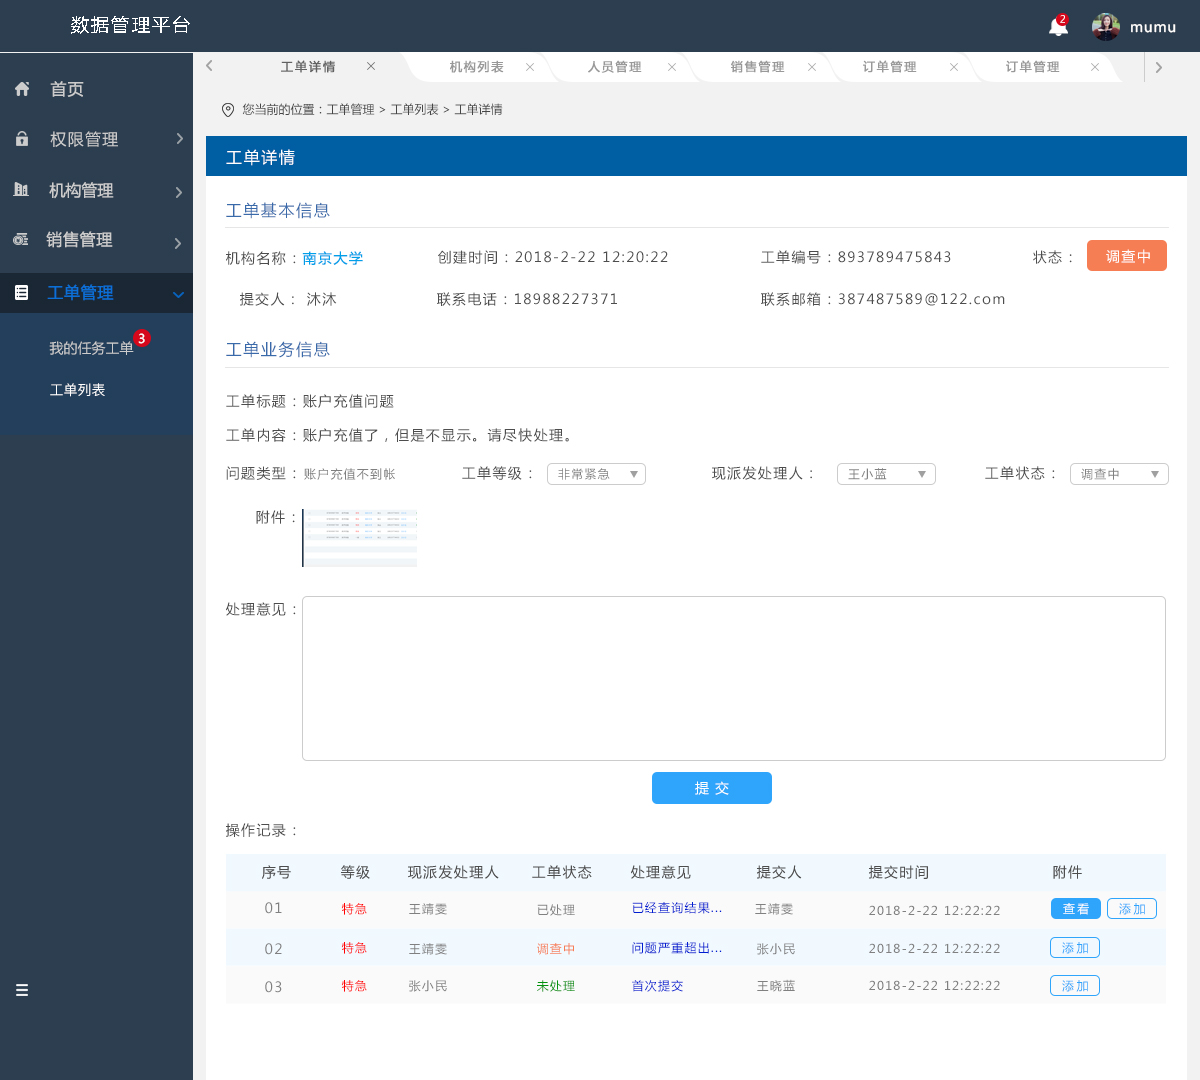 数据管理平台
2
mumu
首页
权限管理
机构管理
销售管理
工单管理
我的任务工单 3
工单列表
工单详情 机构列表 人员管理 销售管理 订单管理 订单管理
您当前的位置：工单管理 > 工单列表 > 工单详情
工单详情
工单基本信息
机构名称：南京大学 创建时间：2018-2-22 12:20:22 工单编号：893789475843 状态： 调查中
提交人： 沐沐 联系电话：18988227371 联系邮箱：387487589@122.com
工单业务信息
工单标题：账户充值问题
工单内容：账户充值了，但是不显示。请尽快处理。
问题类型：账户充值不到帐 工单等级： 非常紧急 现派发处理人： 王小蓝 工单状态： 调查中
附件：
处理意见：
提 交
操作记录：
序号 等级 现派发处理人 工单状态 处理意见 提交人 提交时间 附件
01 特急 王靖雯 已处理 已经查询结果... 王靖雯 2018-2-22 12:22:22 查看 添加
02 特急 王靖雯 调查中 问题严重超出... 张小民 2018-2-22 12:22:22 添加
03 特急 张小民 未处理 首次提交 王晓蓝 2018-2-22 12:22:22 添加